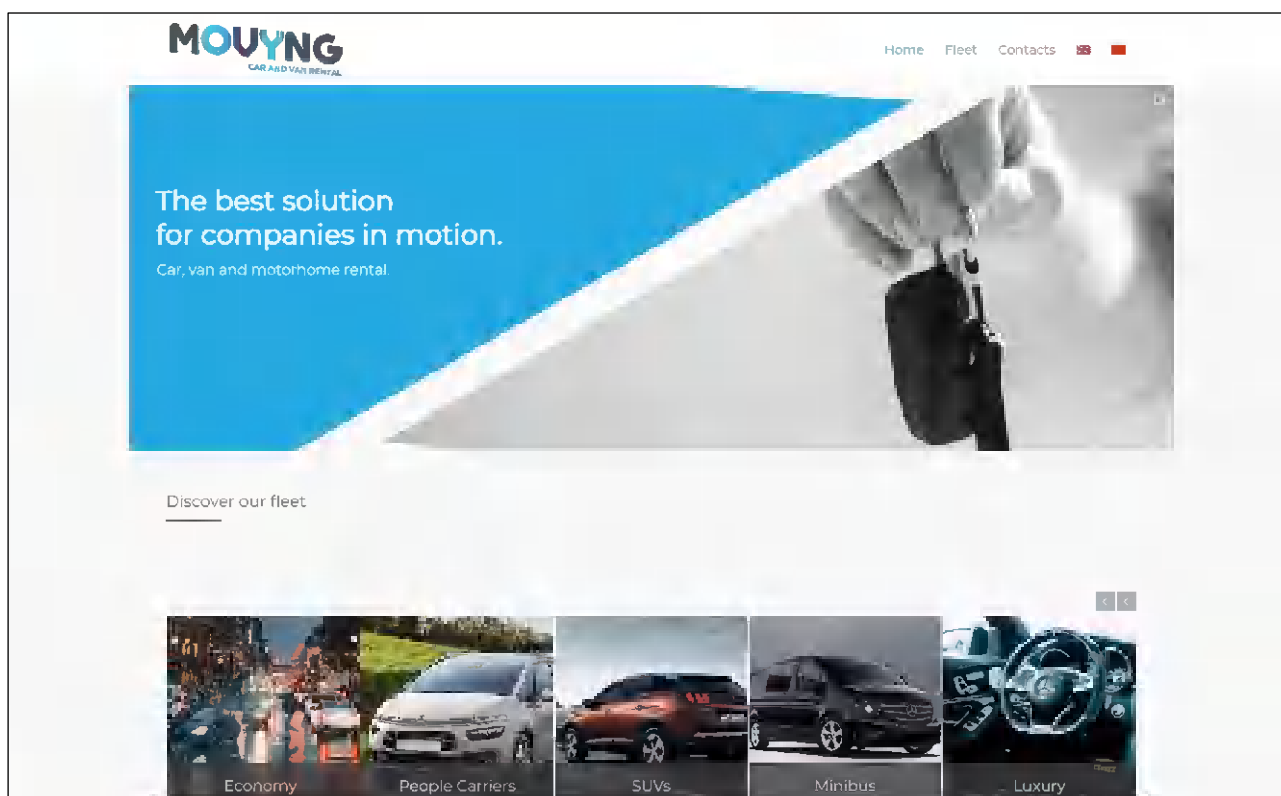 MOUYNG
CAR AND VAN RENTAL
Home Fleet Contacts
The best solution
for companies in motion.
Car, van and motorhome rental.
Discover our fleet
Economy People Carriers SUVs Minibus Luxury